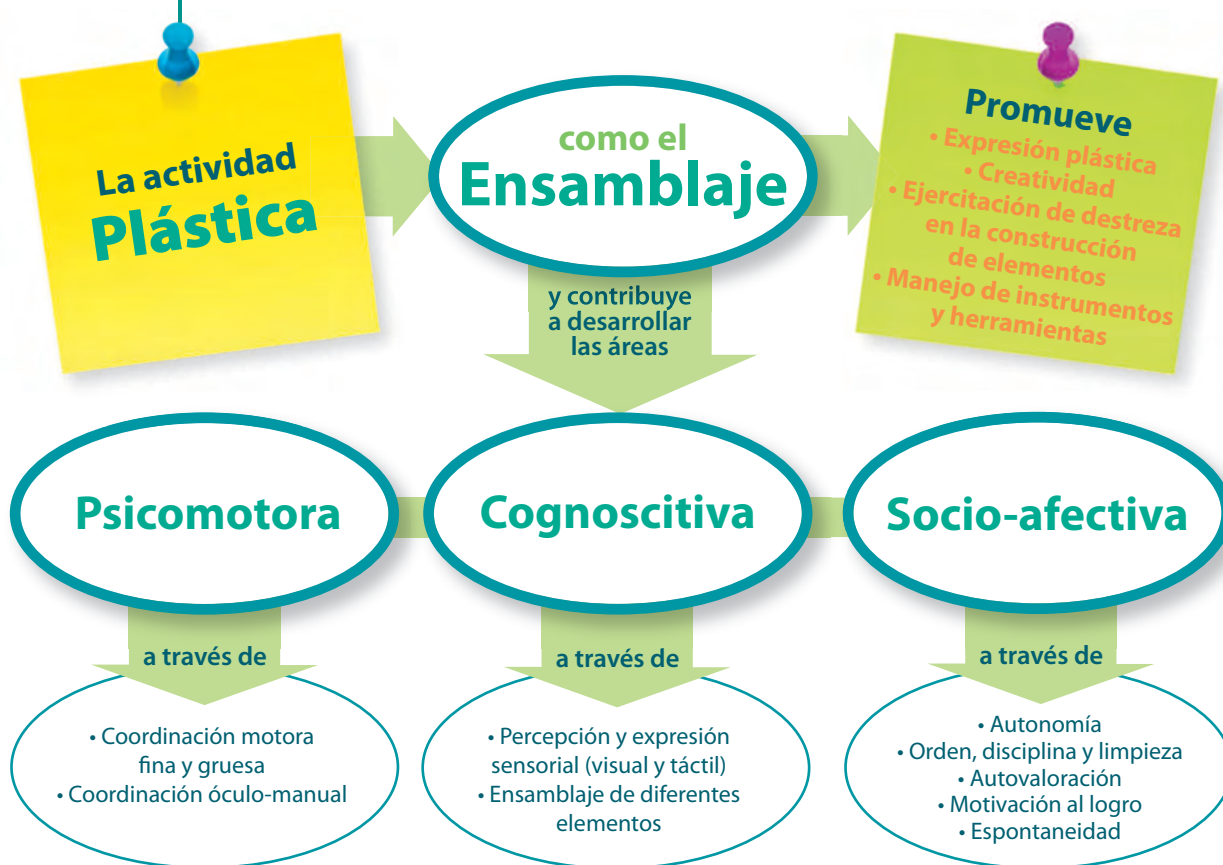 La actividad
Plástica
como el
Ensamblaje
Promueve
• Expresión plástica
• Creatividad
• Ejercitación de destreza
en la construcción
de elementos
• Manejo de instrumentos
y herramientas
y contribuye
a desarrollar
las áreas
Psicomotora
Cognoscitiva
Socio-afectiva
a través de
a través de
a través de
• Coordinación motora
fina y gruesa
• Coordinación óculo-manual
• Percepción y expresión
sensorial (visual y táctil)
• Ensamblaje de diferentes
elementos
• Autonomía
• Orden, disciplina y limpieza
• Autovaloración
• Motivación al logro
• Espontaneidad